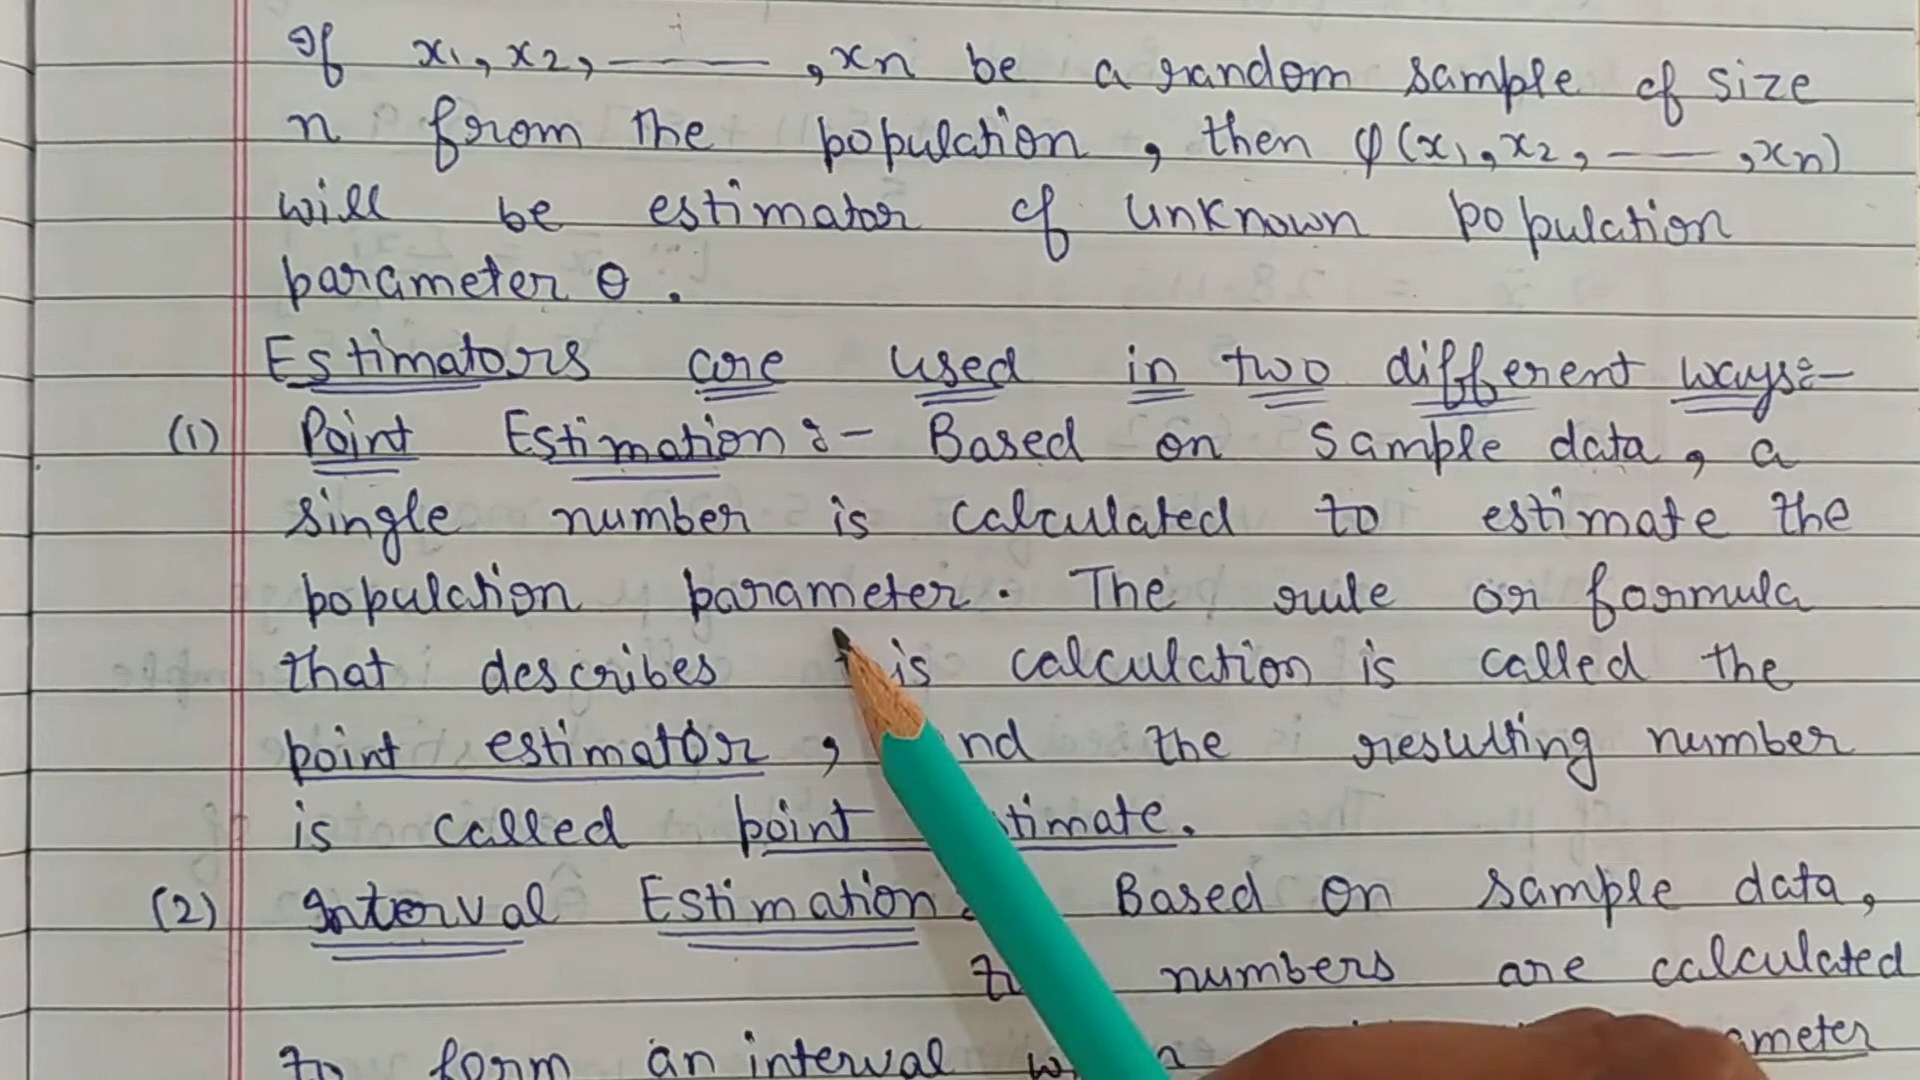 If x1, x2, ——— , xn be a random sample of size
n from the population, then φ(x1, x2, ——— , xn)
will be estimator of unknown population
parameter θ.
Estimators are used in two different ways:-
(1) Point Estimation:- Based on sample data, a
single number is calculated to estimate the
population parameter. The rule or formula
that describes is calculation is called the
point estimator, nd the resulting number
is called point timate.
(2) Interval Estimation: Based on sample data,
numbers are calculated
to form an interval ameter